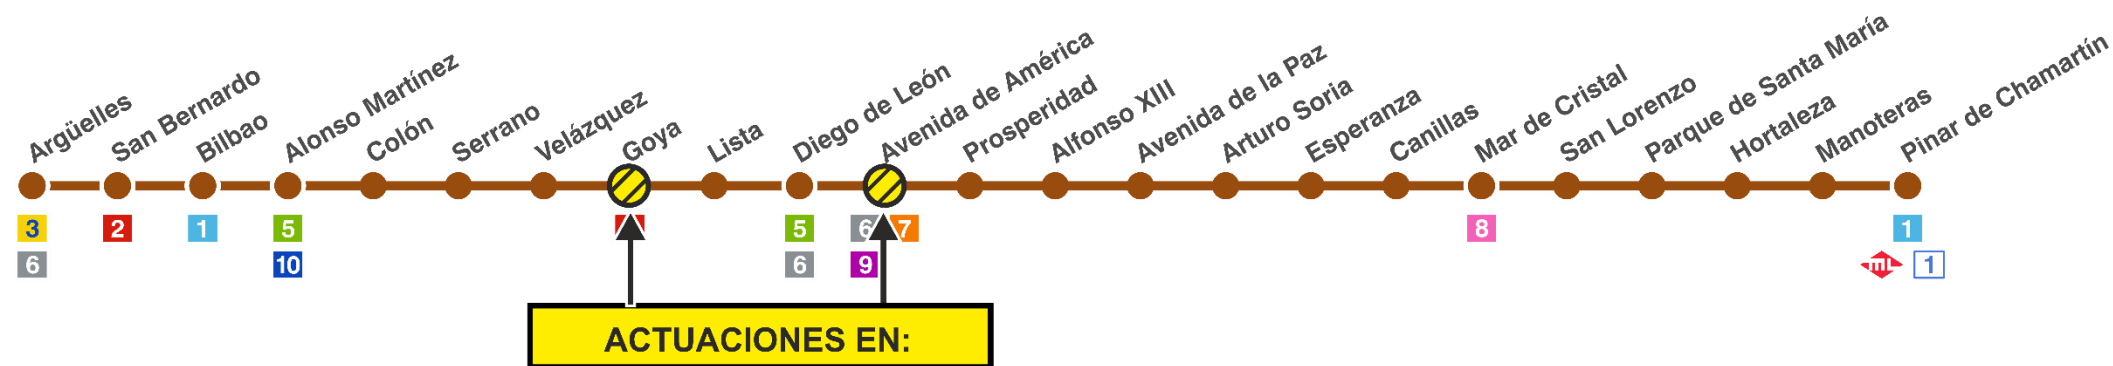 Argüelles
San Bernardo
Bilbao
Alonso Martínez
Colón
Serrano
Velázquez
Goya
Lista
Diego de León
Avenida de América
Prosperidad
Alfonso XIII
Avenida de la Paz
Arturo Soria
Esperanza
Canillas
Mar de Cristal
San Lorenzo
Parque de Santa María
Hortaleza
Manoteras
Pinar de Chamartín
3 2 1 5 5 6 7 8 1
6 10 6 9 ML 1
ACTUACIONES EN: